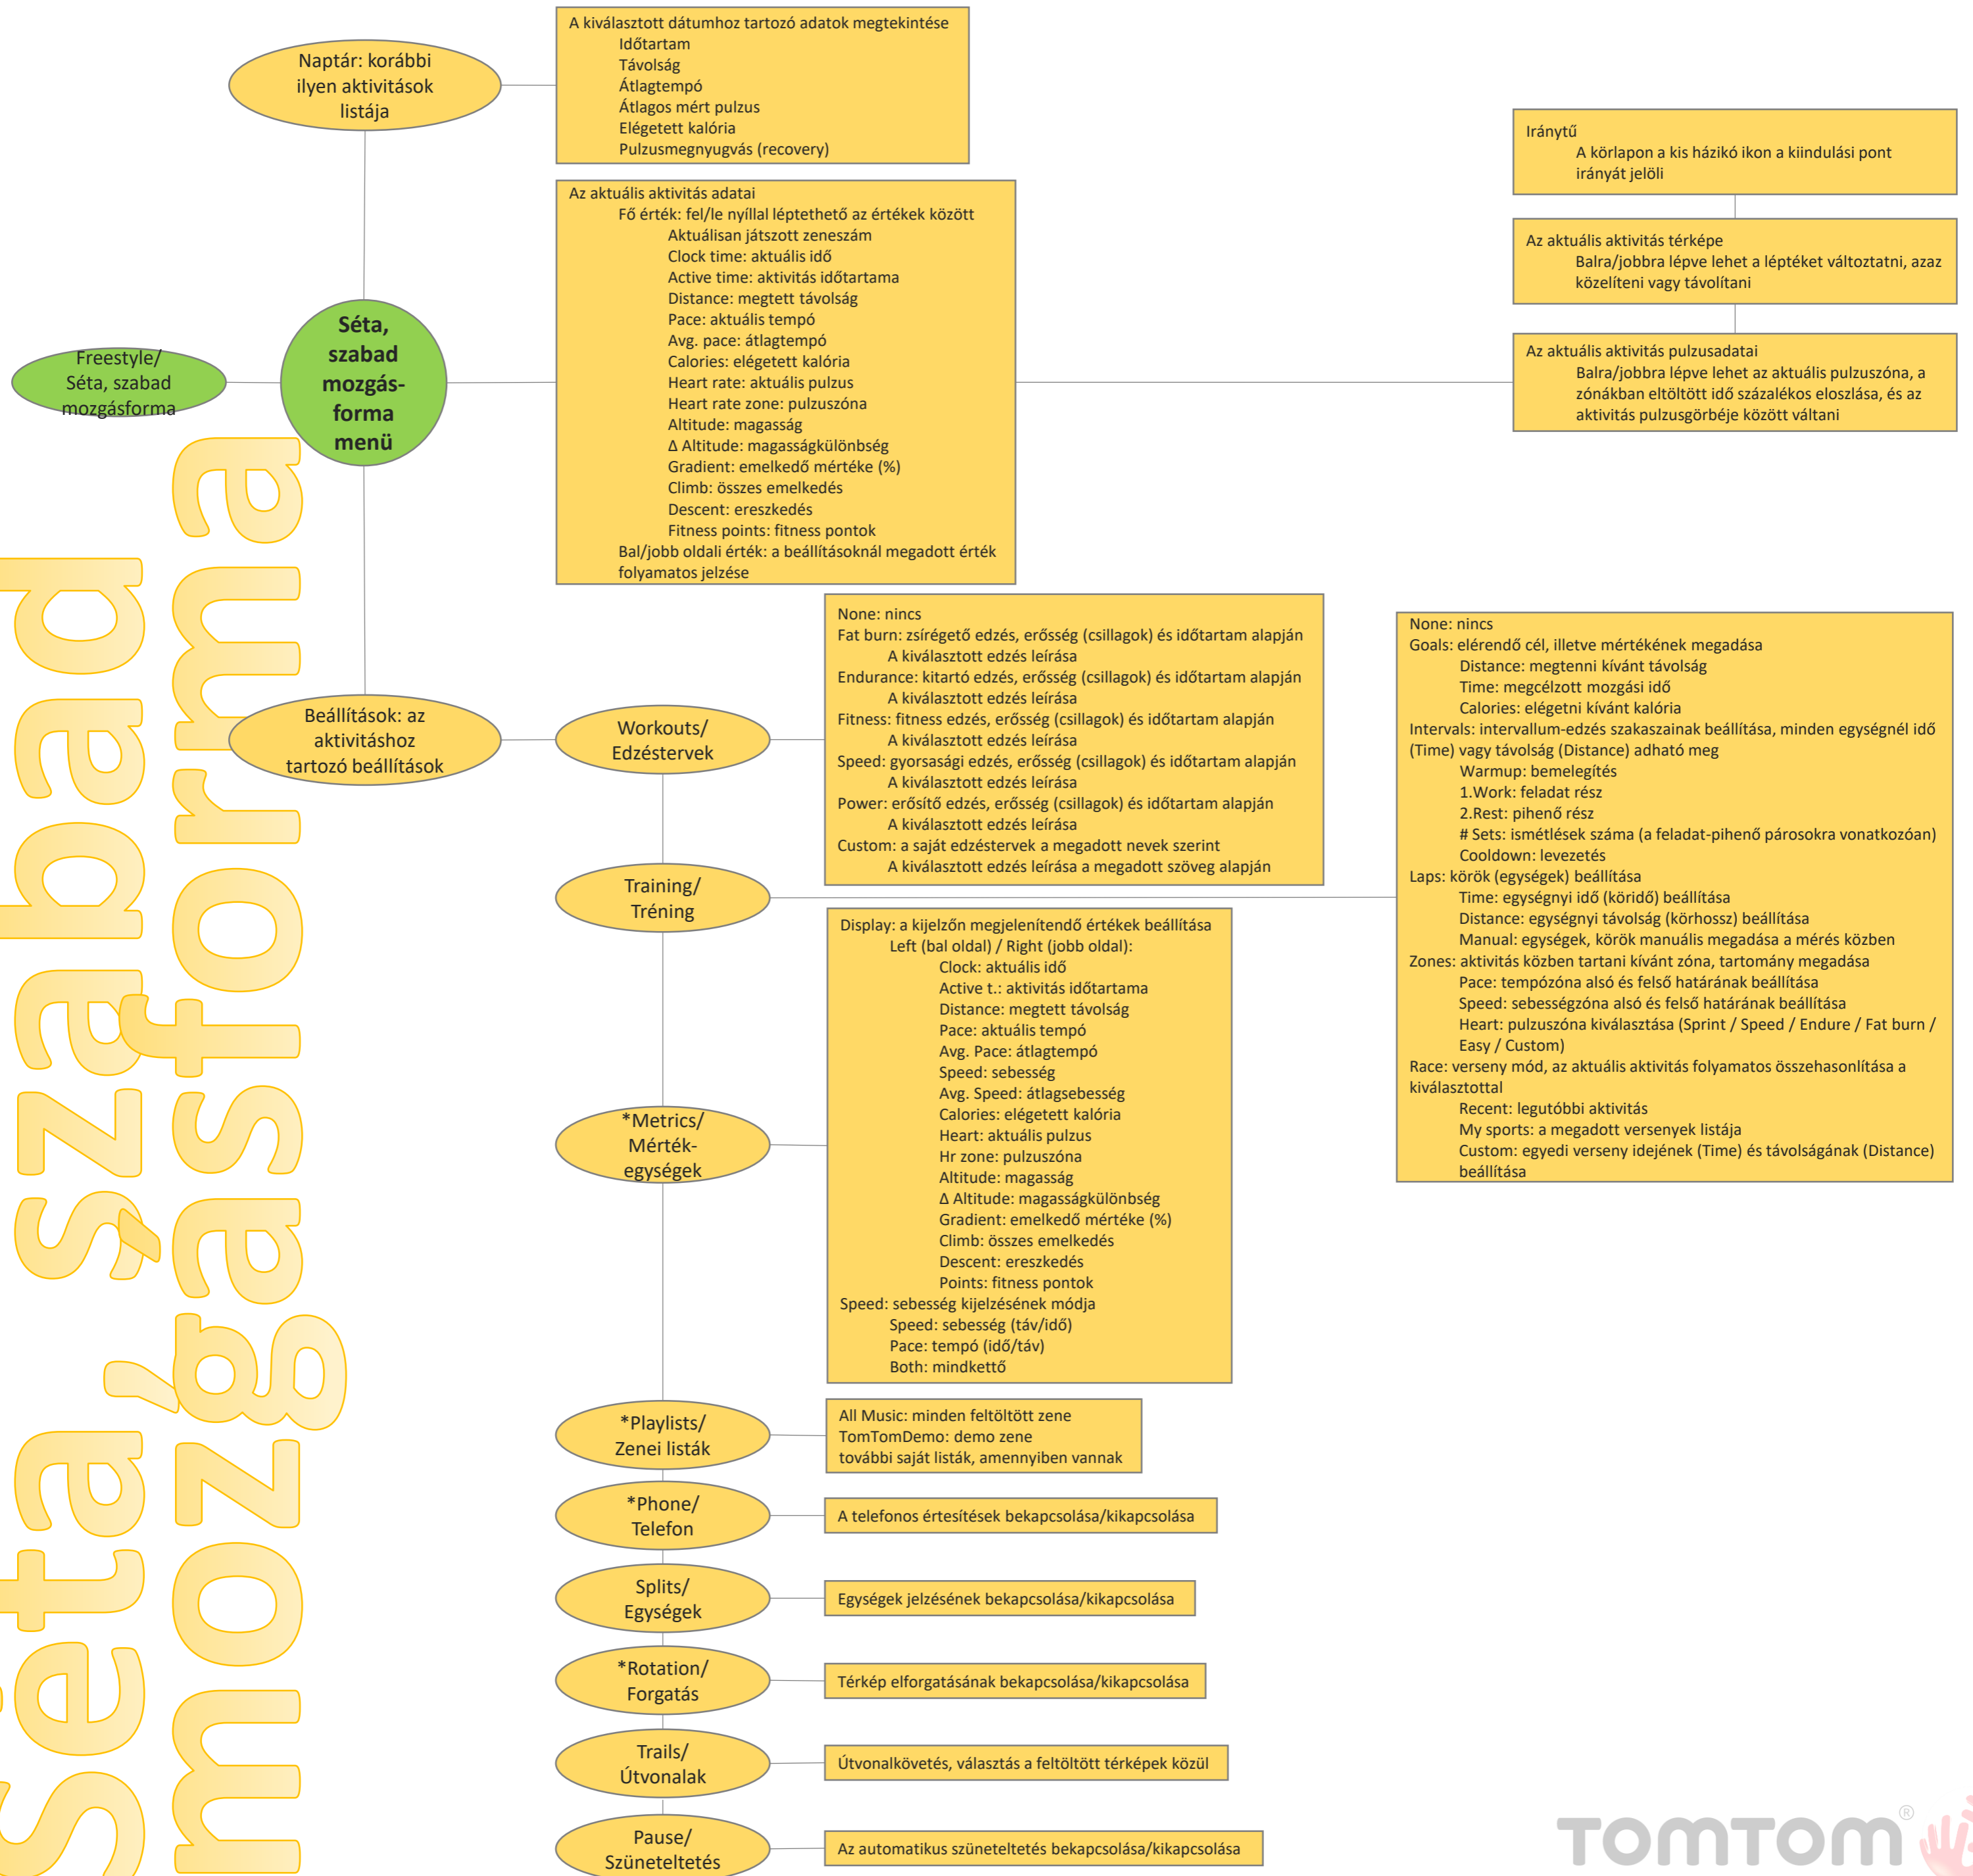 Naptár: korábbi
ilyen aktivitások
listája
A kiválasztott dátumhoz tartozó adatok megtekintése
Időtartam
Távolság
Átlagtempó
Átlagos mért pulzus
Elégetett kalória
Pulzusmegnyugvás (recovery)
Freestyle/
Séta, szabad
mozgásforma
Séta,
szabad
mozgás-
forma
menü
Az aktuális aktivitás adatai
Fő érték: fel/le nyíllal léptethető az értékek között
Aktuálisan játszott zeneszám
Clock time: aktuális idő
Active time: aktivitás időtartama
Distance: megtett távolság
Pace: aktuális tempó
Avg. pace: átlagtempó
Calories: elégetett kalória
Heart rate: aktuális pulzus
Heart rate zone: pulzuszóna
Altitude: magasság
Δ Altitude: magasságkülönbség
Gradient: emelkedő mértéke (%)
Climb: összes emelkedés
Descent: ereszkedés
Fitness points: fitness pontok
Bal/jobb oldali érték: a beállításoknál megadott érték
folyamatos jelzése
Iránytű
A körlapon a kis házikó ikon a kiindulási pont
irányát jelöli
Az aktuális aktivitás térképe
Balra/jobbra lépve lehet a léptéket változtatni, azaz
közelíteni vagy távolítani
Az aktuális aktivitás pulzusadatai
Balra/jobbra lépve lehet az aktuális pulzuszóna, a
zónákban eltöltött idő százalékos eloszlása, és az
aktivitás pulzusgörbéje között váltani
Séta, szabad
mozgásforma
Beállítások: az
aktivitáshoz
tartozó beállítások
Workouts/
Edzéstervek
None: nincs
Fat burn: zsírégető edzés, erősség (csillagok) és időtartam alapján
A kiválasztott edzés leírása
Endurance: kitartó edzés, erősség (csillagok) és időtartam alapján
A kiválasztott edzés leírása
Fitness: fitness edzés, erősség (csillagok) és időtartam alapján
A kiválasztott edzés leírása
Speed: gyorsasági edzés, erősség (csillagok) és időtartam alapján
A kiválasztott edzés leírása
Power: erősítő edzés, erősség (csillagok) és időtartam alapján
A kiválasztott edzés leírása
Custom: a saját edzéstervek a megadott nevek szerint
A kiválasztott edzés leírása a megadott szöveg alapján
Training/
Tréning
None: nincs
Goals: elérendő cél, illetve mértékének megadása
Distance: megtenni kívánt távolság
Time: megcélzott mozgási idő
Calories: elégetni kívánt kalória
Intervals: intervallum-edzés szakaszainak beállítása, minden egységnél idő
(Time) vagy távolság (Distance) adható meg
Warmup: bemelegítés
1.Work: feladat rész
2.Rest: pihenő rész
# Sets: ismétlések száma (a feladat-pihenő párosokra vonatkozóan)
Cooldown: levezetés
Laps: körök (egységek) beállítása
Time: egységnyi idő (köridő) beállítása
Distance: egységnyi távolság (körhossz) beállítása
Manual: egységek, körök manuális megadása a mérés közben
Zones: aktivitás közben tartani kívánt zóna, tartomány megadása
Pace: tempózóna alsó és felső határának beállítása
Speed: sebességzóna alsó és felső határának beállítása
Heart: pulzuszóna kiválasztása (Sprint / Speed / Endure / Fat burn /
Easy / Custom)
Race: verseny mód, az aktuális aktivitás folyamatos összehasonlítása a
kiválasztottal
Recent: legutóbbi aktivitás
My sports: a megadott versenyek listája
Custom: egyedi verseny idejének (Time) és távolságának (Distance)
beállítása
*Metrics/
Mérték-
egységek
Display: a kijelzőn megjelenítendő értékek beállítása
Left (bal oldal) / Right (jobb oldal):
Clock: aktuális idő
Active t.: aktivitás időtartama
Distance: megtett távolság
Pace: aktuális tempó
Avg. Pace: átlagtempó
Speed: sebesség
Avg. Speed: átlagsebesség
Calories: elégetett kalória
Heart: aktuális pulzus
Hr zone: pulzuszóna
Altitude: magasság
Δ Altitude: magasságkülönbség
Gradient: emelkedő mértéke (%)
Climb: összes emelkedés
Descent: ereszkedés
Points: fitness pontok
Speed: sebesség kijelzésének módja
Speed: sebesség (táv/idő)
Pace: tempó (idő/táv)
Both: mindkettő
*Playlists/
Zenei listák
All Music: minden feltöltött zene
TomTomDemo: demo zene
további saját listák, amennyiben vannak
*Phone/
Telefon
A telefonos értesítések bekapcsolása/kikapcsolása
Splits/
Egységek
Egységek jelzésének bekapcsolása/kikapcsolása
*Rotation/
Forgatás
Térkép elforgatásának bekapcsolása/kikapcsolása
Trails/
Útvonalak
Útvonalkövetés, választás a feltöltött térképek közül
Pause/
Szüneteltetés
Az automatikus szüneteltetés bekapcsolása/kikapcsolása
TOMTOM®